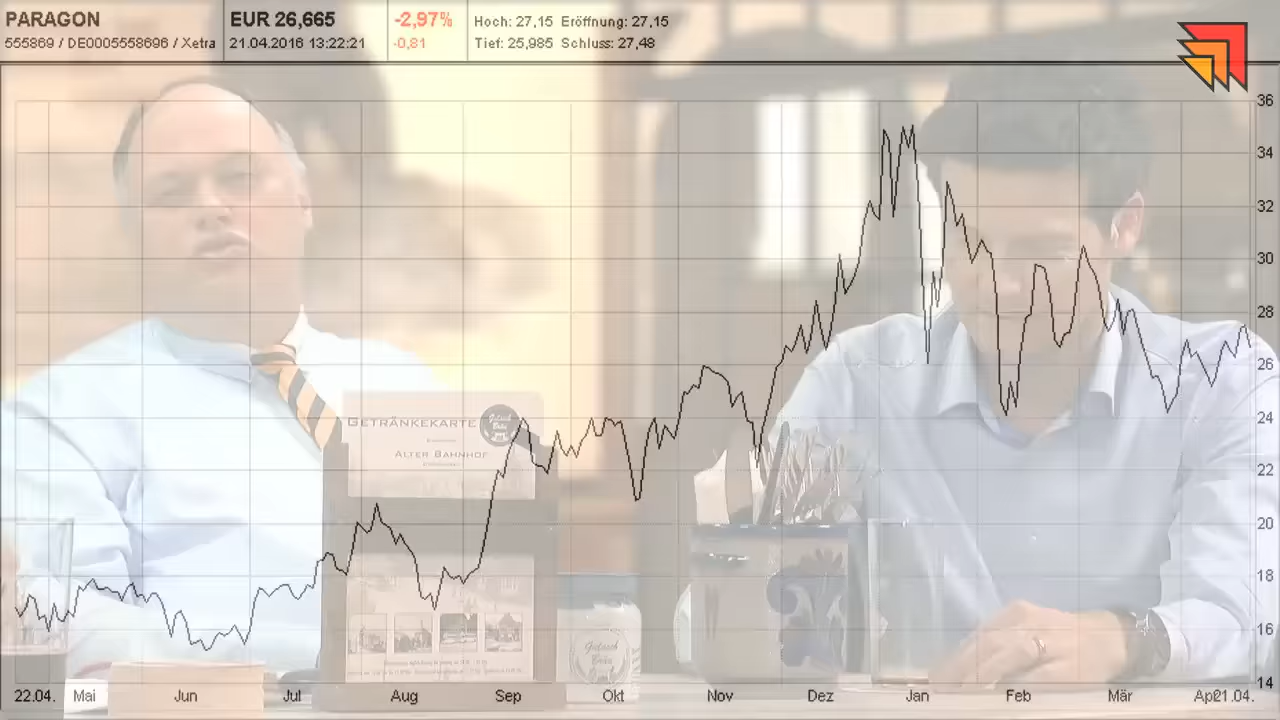 PARAGON
555869 / DE0005558696 / Xetra
EUR 26,665
21.04.2016 13:22:21
-2,97%
-0,81
Hoch: 27,15 Eröffnung: 27,15
Tief: 25,985 Schluss: 27,48
36
34
32
30
28
26
24
22
20
18
16
14
GETRÄNKEKARTE
ALTER BAHNHOF
Gutsch
Bräu
22.04.
Mai
Jun
Jul
Aug
Sep
Okt
Nov
Dez
Jan
Feb
Mär
Ap
21.04.